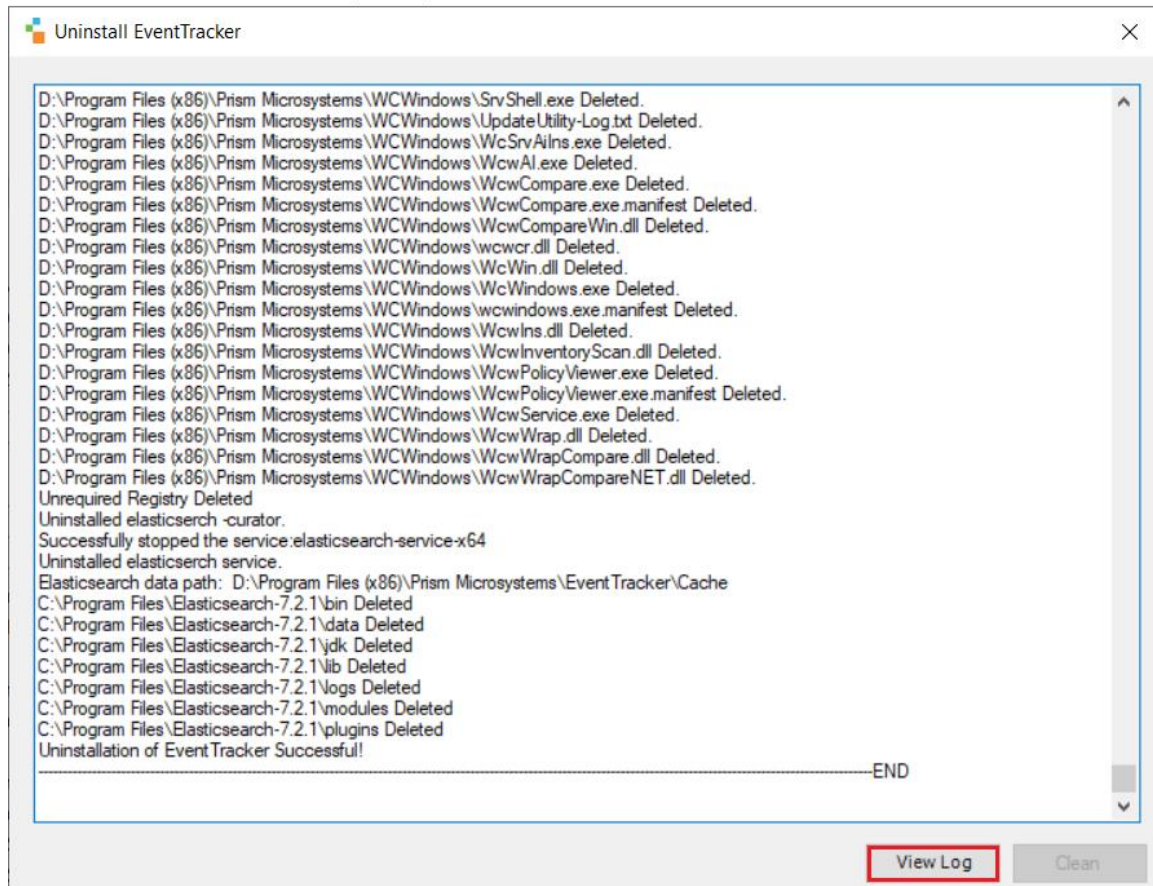 Uninstall EventTracker
D:\Program Files (x86)\Prism Microsystems\WCWindows\SrvShell.exe Deleted.
D:\Program Files (x86)\Prism Microsystems\WCWindows\UpdateUtility-Log.txt Deleted.
D:\Program Files (x86)\Prism Microsystems\WCWindows\WcSrvAiIns.exe Deleted.
D:\Program Files (x86)\Prism Microsystems\WCWindows\WcwAI.exe Deleted.
D:\Program Files (x86)\Prism Microsystems\WCWindows\WcwCompare.exe Deleted.
D:\Program Files (x86)\Prism Microsystems\WCWindows\WcwCompare.exe.manifest Deleted.
D:\Program Files (x86)\Prism Microsystems\WCWindows\WcwCompareWin.dll Deleted.
D:\Program Files (x86)\Prism Microsystems\WCWindows\wcwcr.dll Deleted.
D:\Program Files (x86)\Prism Microsystems\WCWindows\WcWin.dll Deleted.
D:\Program Files (x86)\Prism Microsystems\WCWindows\WcWindows.exe Deleted.
D:\Program Files (x86)\Prism Microsystems\WCWindows\wcwindows.exe.manifest Deleted.
D:\Program Files (x86)\Prism Microsystems\WCWindows\WcwIns.dll Deleted.
D:\Program Files (x86)\Prism Microsystems\WCWindows\WcwInventoryScan.dll Deleted.
D:\Program Files (x86)\Prism Microsystems\WCWindows\WcwPolicyViewer.exe Deleted.
D:\Program Files (x86)\Prism Microsystems\WCWindows\WcwPolicyViewer.exe.manifest Deleted.
D:\Program Files (x86)\Prism Microsystems\WCWindows\WcwService.exe Deleted.
D:\Program Files (x86)\Prism Microsystems\WCWindows\WcwWrap.dll Deleted.
D:\Program Files (x86)\Prism Microsystems\WCWindows\WcwWrapCompare.dll Deleted.
D:\Program Files (x86)\Prism Microsystems\WCWindows\WcwWrapCompareNET.dll Deleted.
Unrequired Registry Deleted
Uninstalled elasticserch -curator.
Successfully stopped the service:elasticsearch-service-x64
Uninstalled elasticserch service.
Elasticsearch data path:  D:\Program Files (x86)\Prism Microsystems\EventTracker\Cache
C:\Program Files\Elasticsearch-7.2.1\bin Deleted
C:\Program Files\Elasticsearch-7.2.1\data Deleted
C:\Program Files\Elasticsearch-7.2.1\jdk Deleted
C:\Program Files\Elasticsearch-7.2.1\lib Deleted
C:\Program Files\Elasticsearch-7.2.1\logs Deleted
C:\Program Files\Elasticsearch-7.2.1\modules Deleted
C:\Program Files\Elasticsearch-7.2.1\plugins Deleted
Uninstallation of EventTracker Successful!
--------------------------------------------------------------------------------END
View Log
Clean